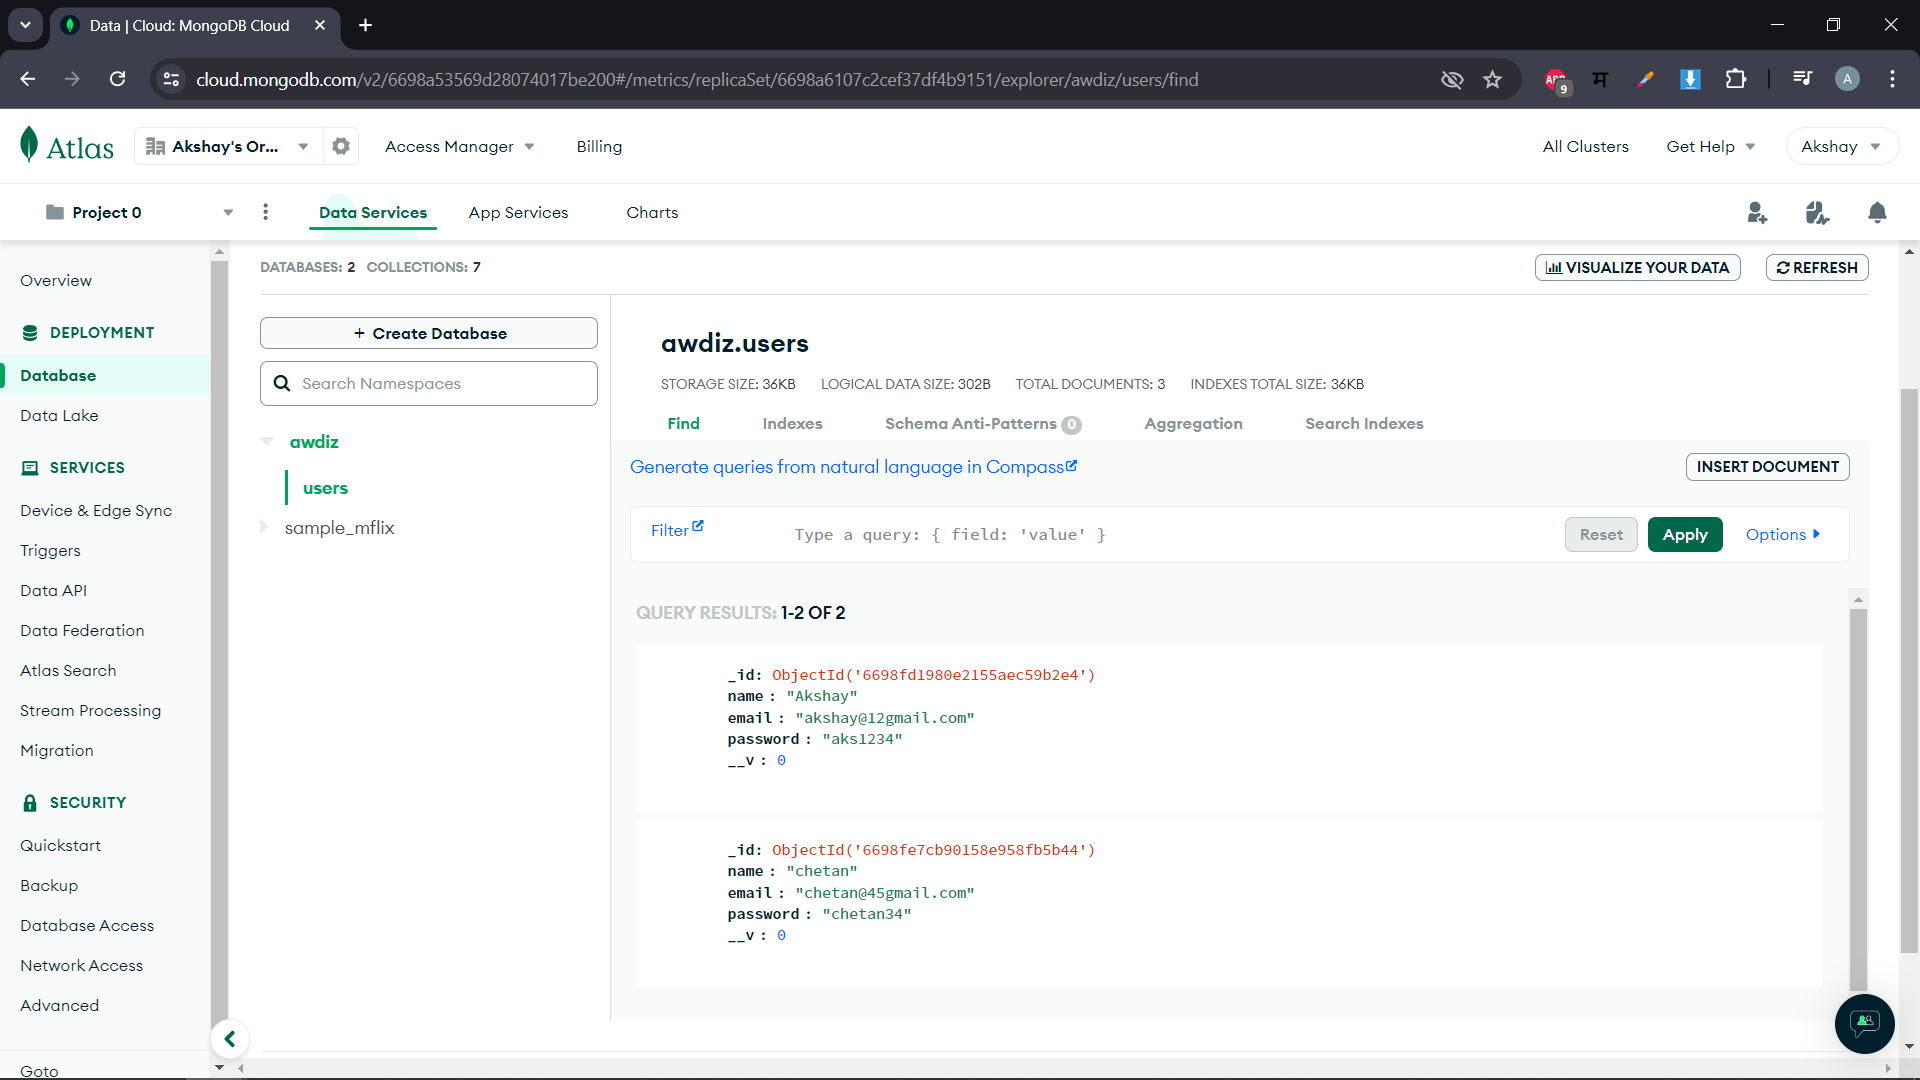 Data | Cloud: MongoDB Cloud
cloud.mongodb.com/v2/6698a53569d28074017be200#/metrics/replicaSet/6698a6107c2cef37df4b9151/explorer/awdiz/users/find
ABP
9
म
A
Atlas
Akshay's Or...
Access Manager
Billing
All Clusters
Get Help
Akshay
Project 0
Data Services
App Services
Charts
Overview
DEPLOYMENT
Database
Data Lake
SERVICES
Device & Edge Sync
Triggers
Data API
Data Federation
Atlas Search
Stream Processing
Migration
SECURITY
Quickstart
Backup
Database Access
Network Access
Advanced
Goto
DATABASES: 2 COLLECTIONS: 7
VISUALIZE YOUR DATA
REFRESH
+ Create Database
Search Namespaces
awdiz
users
sample_mflix
awdiz.users
STORAGE SIZE: 36KB LOGICAL DATA SIZE: 302B TOTAL DOCUMENTS: 3 INDEXES TOTAL SIZE: 36KB
Find Indexes Schema Anti-Patterns 0 Aggregation Search Indexes
Generate queries from natural language in Compass
INSERT DOCUMENT
Filter
Type a query: { field: 'value' }
Reset
Apply
Options
QUERY RESULTS: 1-2 OF 2
_id: ObjectId('6698fd1980e2155aec59b2e4')
name : "Akshay"
email : "akshay@12gmail.com"
password : "aks1234"
__v : 0
_id: ObjectId('6698fe7cb90158e958fb5b44')
name : "chetan"
email : "chetan@45gmail.com"
password : "chetan34"
__v : 0